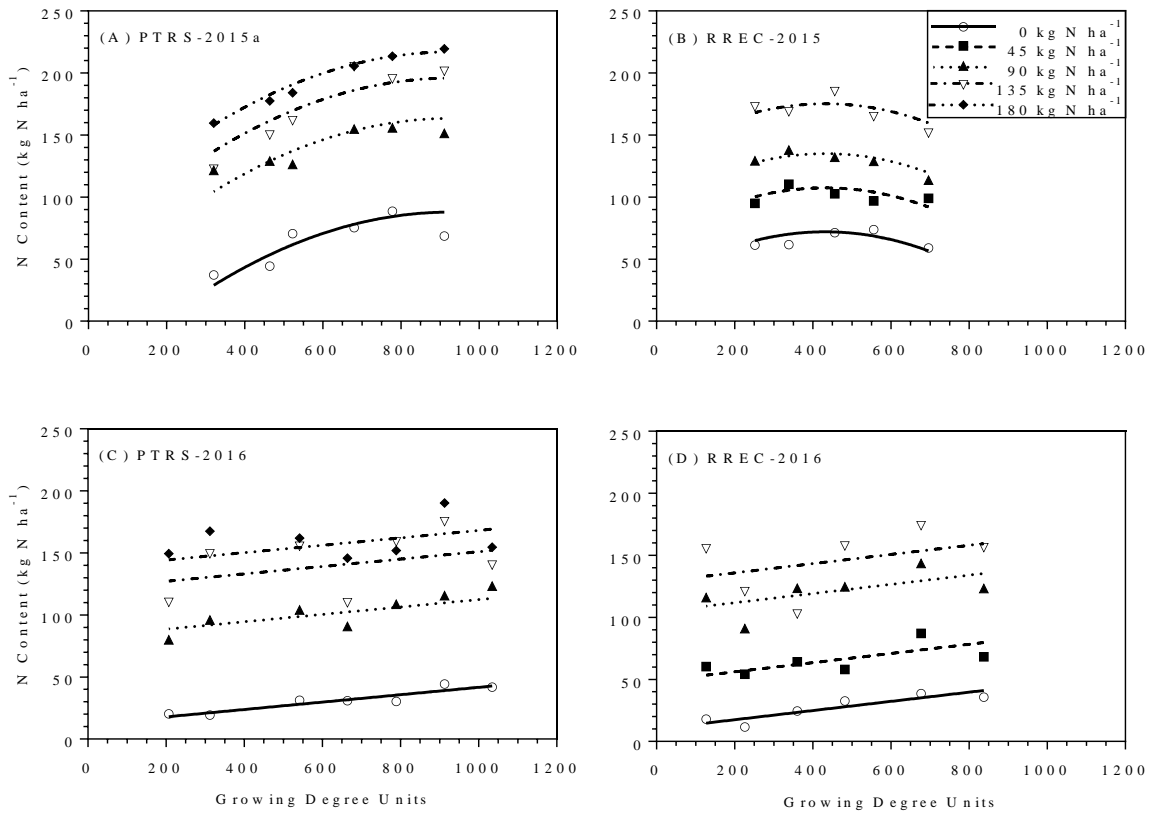 (A) PTRS-2015a
N Content (kg N ha⁻¹)
250
200
150
100
50
0
0 200 400 600 800 1000 1200
(B) RREC-2015
0 kg N ha⁻¹
45 kg N ha⁻¹
90 kg N ha⁻¹
135 kg N ha⁻¹
180 kg N ha⁻¹
250
200
150
100
50
0
0 200 400 600 800 1000 1200
(C) PTRS-2016
N Content (kg N ha⁻¹)
250
200
150
100
50
0
0 200 400 600 800 1000 1200
Growing Degree Units
(D) RREC-2016
250
200
150
100
50
0
0 200 400 600 800 1000 1200
Growing Degree Units